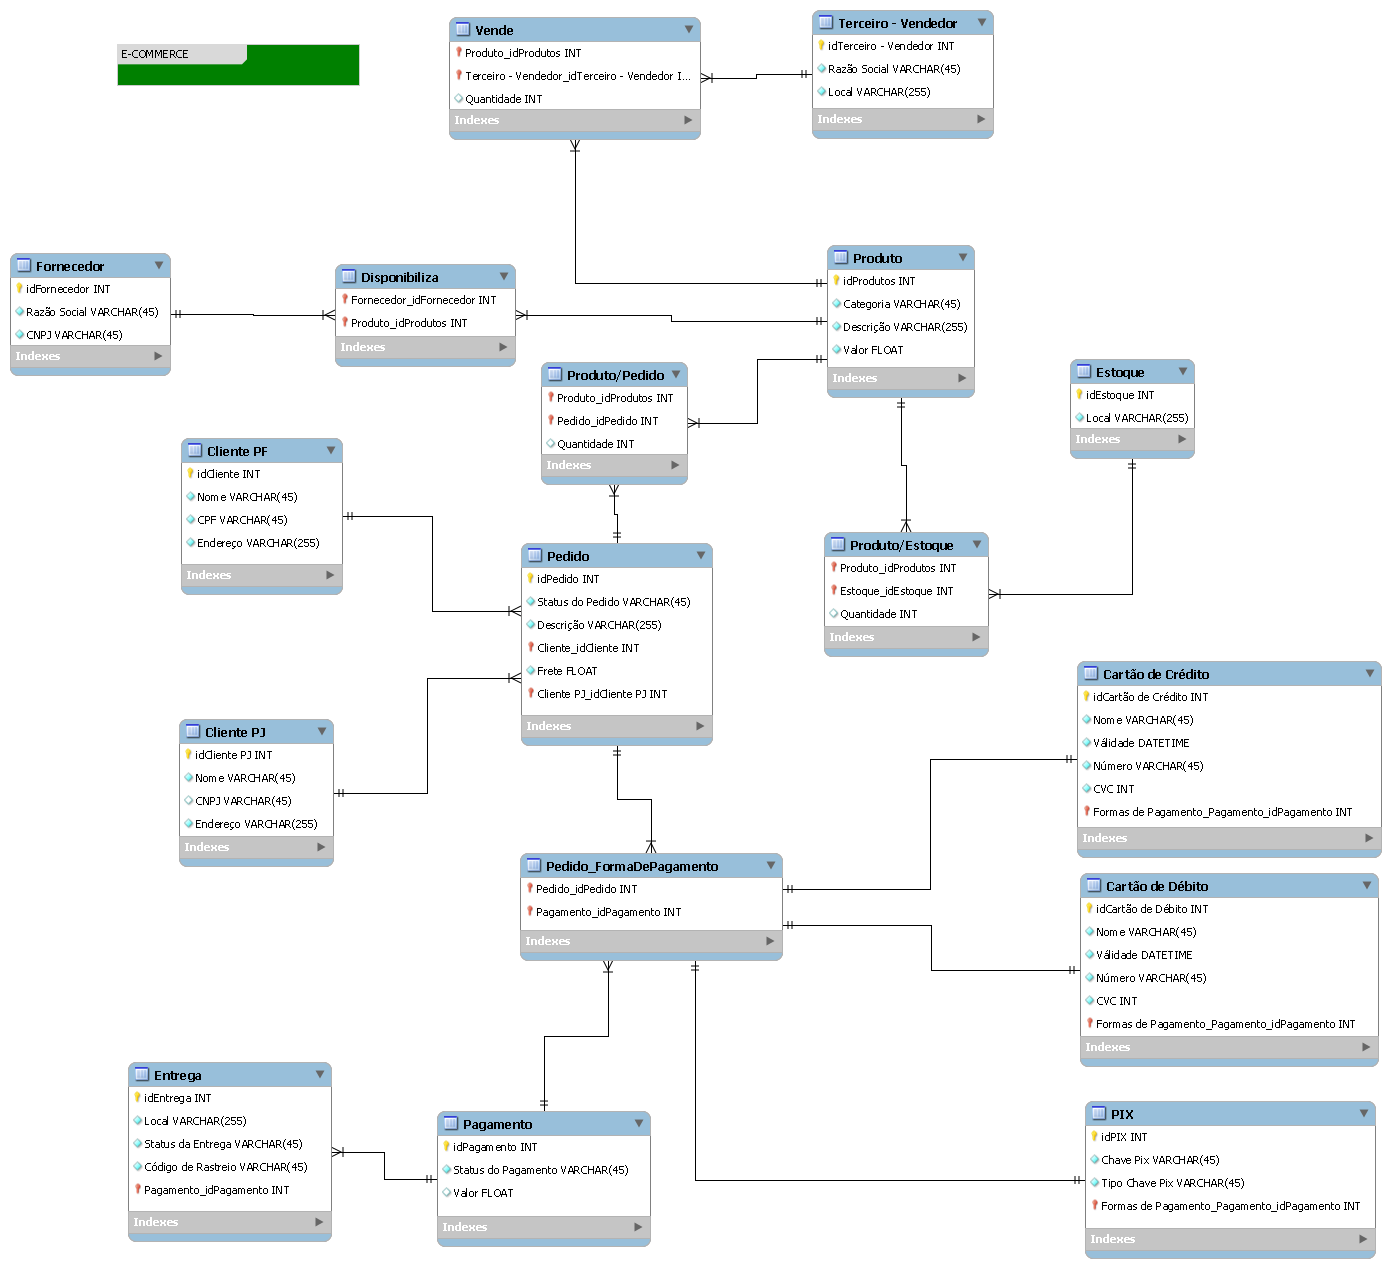 E-COMMERCE
Vende
Produto_idProdutos INT
Terceiro - Vendedor_idTerceiro - Vendedor I...
Quantidade INT
Indexes
Terceiro - Vendedor
idTerceiro - Vendedor INT
Razão Social VARCHAR(45)
Local VARCHAR(255)
Indexes
Fornecedor
idFornecedor INT
Razão Social VARCHAR(45)
CNPJ VARCHAR(45)
Indexes
Disponibiliza
Fornecedor_idFornecedor INT
Produto_idProdutos INT
Indexes
Produto
idProdutos INT
Categoria VARCHAR(45)
Descrição VARCHAR(255)
Valor FLOAT
Indexes
Produto/Pedido
Produto_idProdutos INT
Pedido_idPedido INT
Quantidade INT
Indexes
Estoque
idEstoque INT
Local VARCHAR(255)
Indexes
Cliente PF
idCliente INT
Nome VARCHAR(45)
CPF VARCHAR(45)
Endereço VARCHAR(255)
Indexes
Pedido
idPedido INT
Status do Pedido VARCHAR(45)
Descrição VARCHAR(255)
Cliente_idCliente INT
Frete FLOAT
Cliente PJ_idCliente PJ INT
Indexes
Produto/Estoque
Produto_idProdutos INT
Estoque_idEstoque INT
Quantidade INT
Indexes
Cliente PJ
idCliente PJ INT
Nome VARCHAR(45)
CNPJ VARCHAR(45)
Endereço VARCHAR(255)
Indexes
Cartão de Crédito
idCartão de Crédito INT
Nome VARCHAR(45)
Válidade DATETIME
Número VARCHAR(45)
CVC INT
Formas de Pagamento_Pagamento_idPagamento INT
Indexes
Pedido_FormaDePagamento
Pedido_idPedido INT
Pagamento_idPagamento INT
Indexes
Cartão de Débito
idCartão de Débito INT
Nome VARCHAR(45)
Válidade DATETIME
Número VARCHAR(45)
CVC INT
Formas de Pagamento_Pagamento_idPagamento INT
Indexes
Entrega
idEntrega INT
Local VARCHAR(255)
Status da Entrega VARCHAR(45)
Código de Rastreio VARCHAR(45)
Pagamento_idPagamento INT
Indexes
Pagamento
idPagamento INT
Status do Pagamento VARCHAR(45)
Valor FLOAT
Indexes
PIX
idPIX INT
Chave Pix VARCHAR(45)
Tipo Chave Pix VARCHAR(45)
Formas de Pagamento_Pagamento_idPagamento INT
Indexes